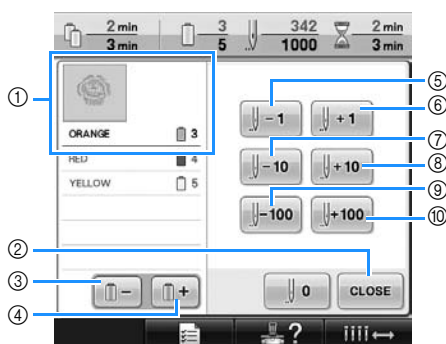 2 min 3 342 2 min
3 min 5 1000 3 min
① ⑤
- 1 + 1 ⑥
ORANGE 3
⑦
RED 4
- 10 + 10 ⑧
YELLOW 5
⑨
-100 +100 ⑩
②
③ - + 0 CLOSE
④
?